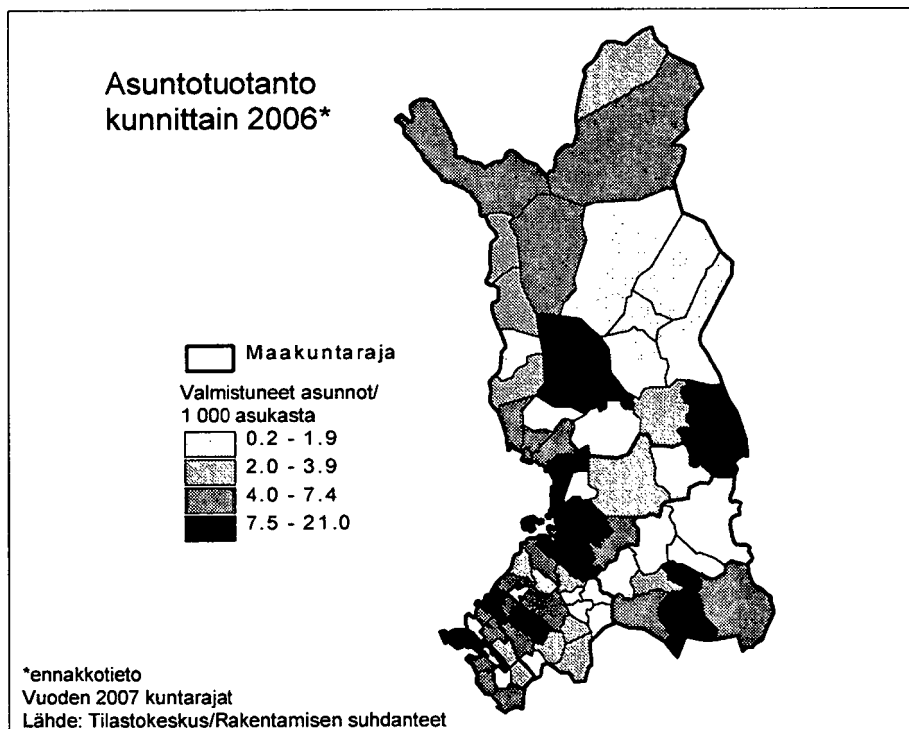 Asuntotuotanto
kunnittain 2006*
Maakuntaraja
Valmistuneet asunnot/
1 000 asukasta
0.2 - 1.9
2.0 - 3.9
4.0 - 7.4
7.5 - 21.0
*ennakkotieto
Vuoden 2007 kuntarajat
Lähde: Tilastokeskus/Rakentamisen suhdanteet